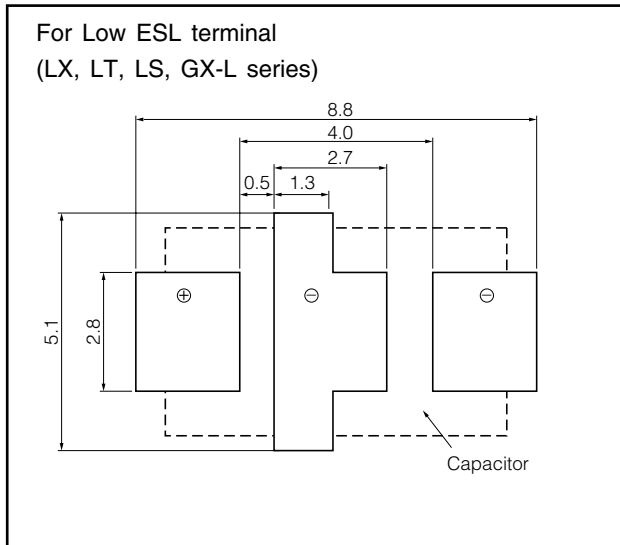 For Low ESL terminal
(LX, LT, LS, GX-L series)
8.8
4.0
2.7
0.5 1.3
5.1
2.8
⊕ ⊖ ⊖
Capacitor